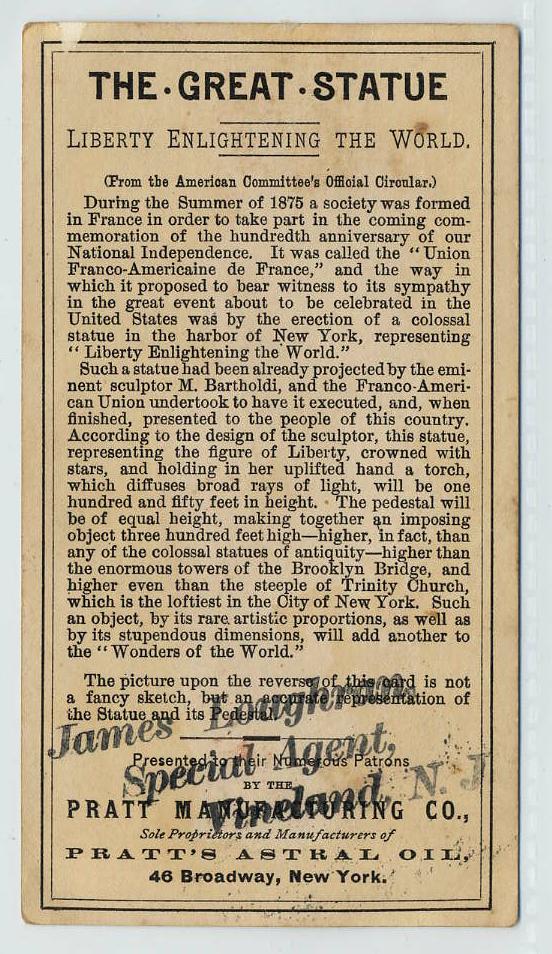 THE·GREAT·STATUE
LIBERTY ENLIGHTENING THE WORLD.
(From the American Committee's Official Circular.)
During the Summer of 1875 a society was formed
in France in order to take part in the coming com-
memoration of the hundredth anniversary of our
National Independence. It was called the "Union
Franco-Americaine de France," and the way in
which it proposed to bear witness to its sympathy
in the great event about to be celebrated in the
United States was by the erection of a colossal
statue in the harbor of New York, representing
"Liberty Enlightening the World."
Such a statue had been already projected by the emi-
nent sculptor M. Bartholdi, and the Franco-Ameri-
can Union undertook to have it executed, and, when
finished, presented to the people of this country.
According to the design of the sculptor, this statue,
representing the figure of Liberty, crowned with
stars, and holding in her uplifted hand a torch,
which diffuses broad rays of light, will be one
hundred and fifty feet in height. The pedestal will
be of equal height, making together an imposing
object three hundred feet high—higher, in fact, than
any of the colossal statues of antiquity—higher than
the enormous towers of the Brooklyn Bridge, and
higher even than the steeple of Trinity Church,
which is the loftiest in the City of New York. Such
an object, by its rare artistic proportions, as well as
by its stupendous dimensions, will add another to
the "Wonders of the World."
The picture upon the reverse of this card is not
a fancy sketch, but an accurate representation of
the Statue and its Pedestal.
James Loughran,
Special Agent,
Vineland, N. J
Presented to their Numerous Patrons
BY THE
PRATT MANUFACTURING CO.,
Sole Proprietors and Manufacturers of
PRATT'S ASTRAL OIL,
46 Broadway, New York.